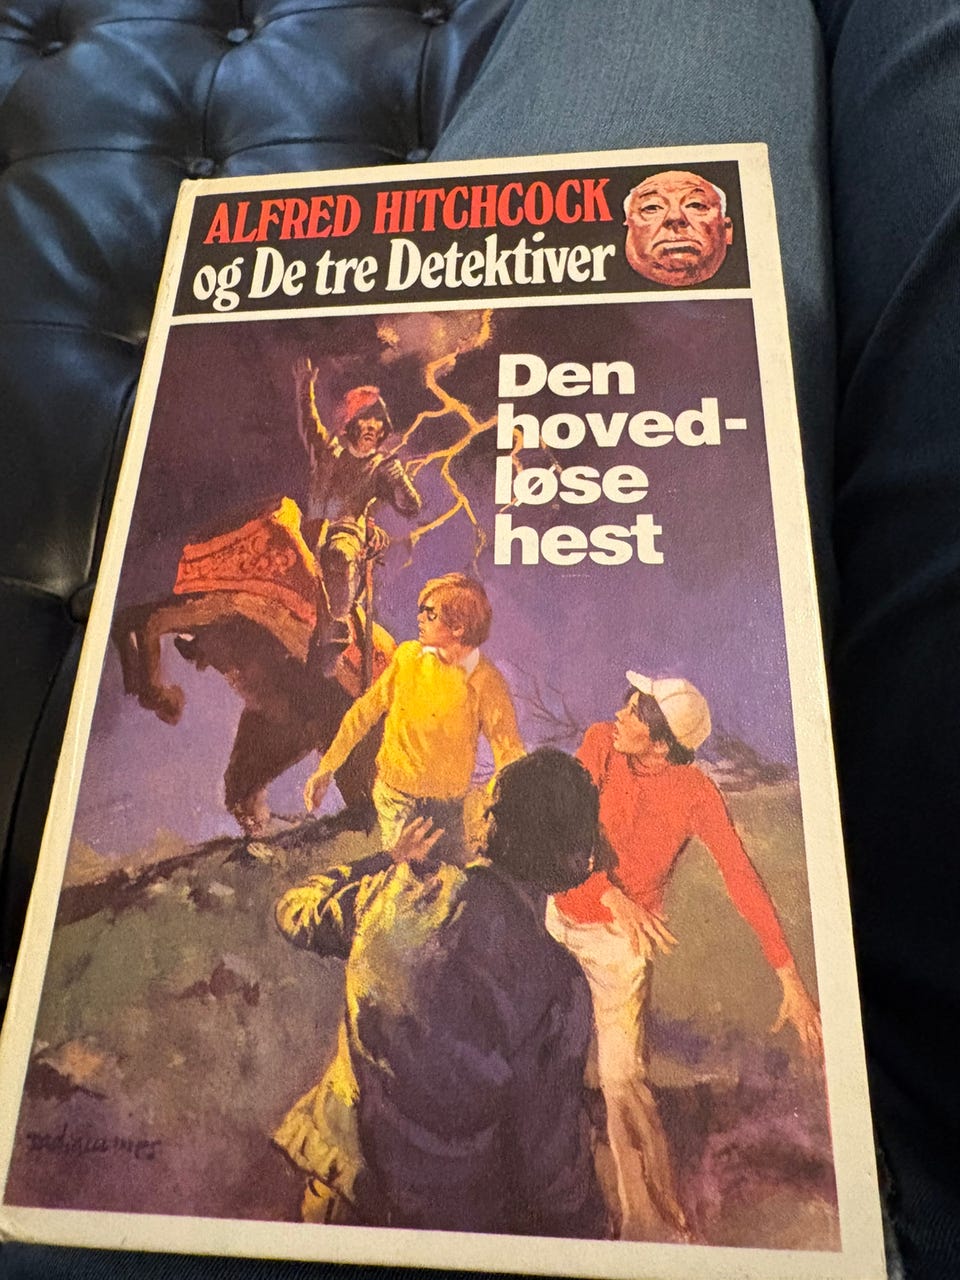 ALFRED HITCHCOCK
og De tre Detektiver
Den
hoved-
løse
hest